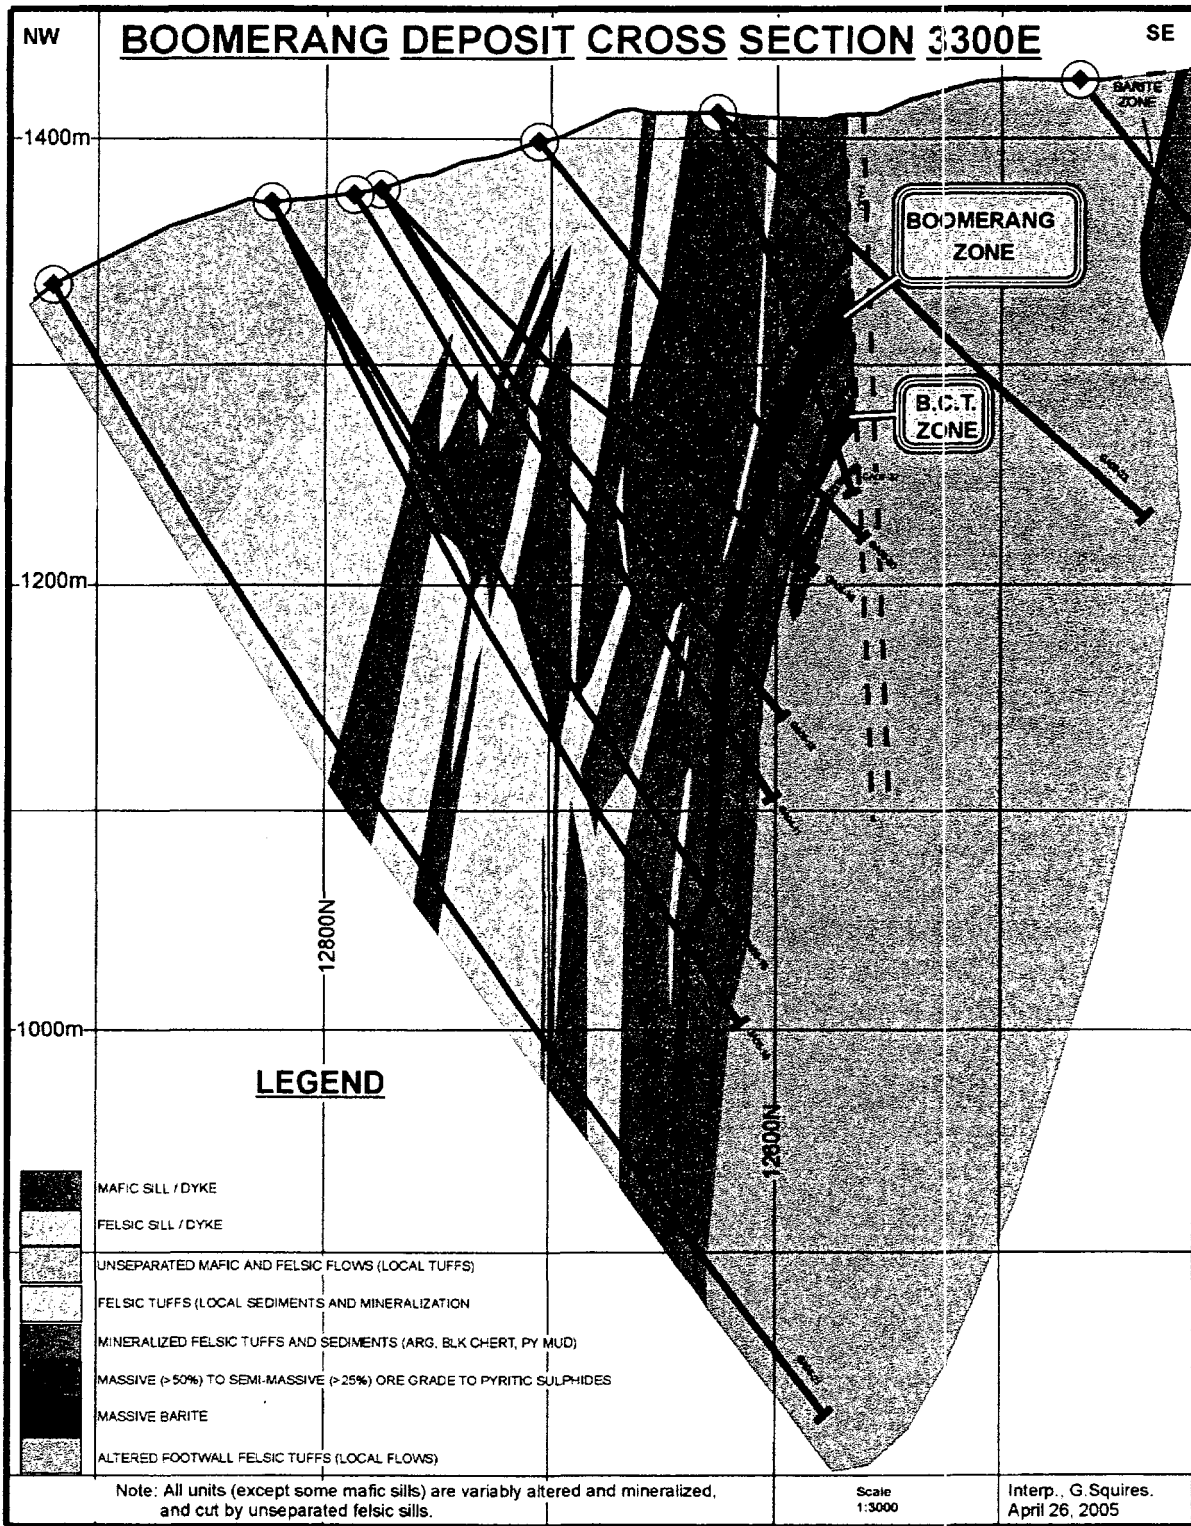 NW
BOOMERANG DEPOSIT CROSS SECTION 3300E
SE
BARITE
ZONE
1400m
BOOMERANG
ZONE
B.C.T.
ZONE
1200m
12800N
1000m
12600N
LEGEND
MAFIC SILL / DYKE
FELSIC SILL / DYKE
UNSEPARATED MAFIC AND FELSIC FLOWS (LOCAL TUFFS)
FELSIC TUFFS (LOCAL SEDIMENTS AND MINERALIZATION
MINERALIZED FELSIC TUFFS AND SEDIMENTS (ARG, BLK CHERT, PY MUD)
MASSIVE (>50%) TO SEMI-MASSIVE (>25%) ORE GRADE TO PYRITIC SULPHIDES
MASSIVE BARITE
ALTERED FOOTWALL FELSIC TUFFS (LOCAL FLOWS)
Note: All units (except some mafic sills) are variably altered and mineralized,
and cut by unseparated felsic sills.
Scale
1:3000
Interp., G.Squires.
April 26, 2005